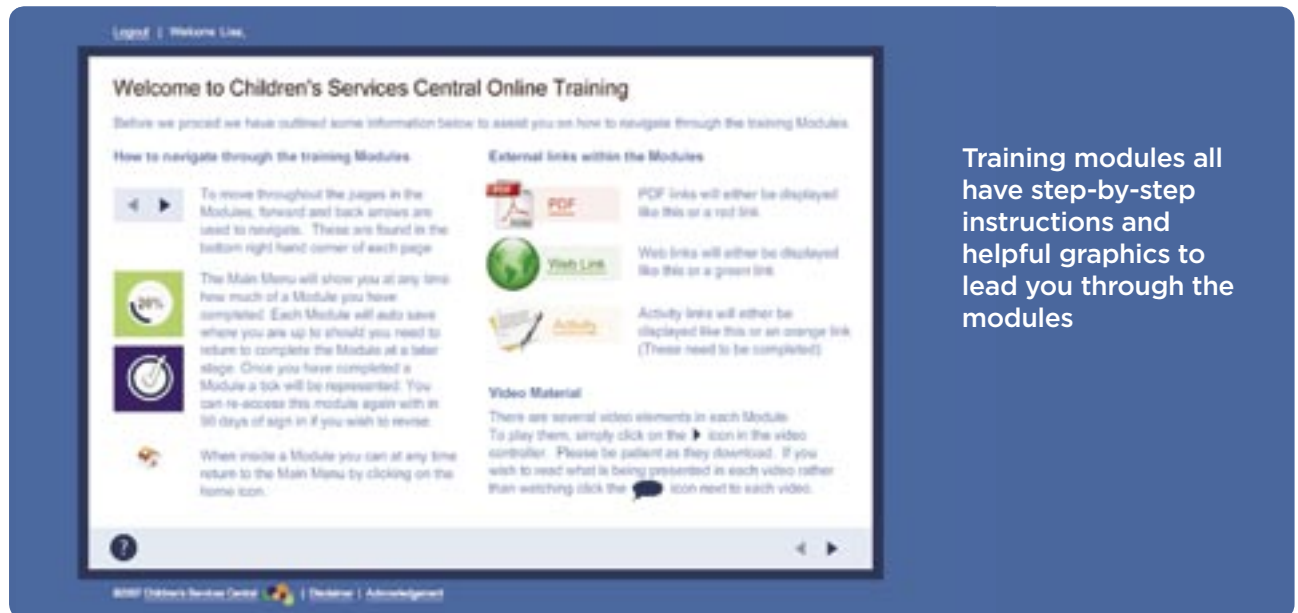 Logout | Welcome Lisa,
Welcome to Children's Services Central Online Training
Before we proced we have outlined some information below to assist you on how to navigate through the training Modules
How to navigate through the training Modules
To move throughout the pages in the
Modules, forward and back arrows are
used to navigate. These are found in the
bottom right hand corner of each page
20%
The Main Menu will show you at any time
how much of a Module you have
completed. Each Module will auto save
where you are up to should you need to
return to complete the Module at a later
stage. Once you have completed a
Module a tick will be represented. You
can re-access this module again with in
90 days of sign in if you wish to revise.
When inside a Module you can at any time
return to the Main Menu by clicking on the
home icon.
External links within the Modules
PDF
PDF
PDF links will either be displayed
like this or a red link
Web Link
Web links will either be displayed
like this or a green link
Activity
Activity links will either be
displayed like this or an orange link
(These need to be completed)
Video Material
There are several video elements in each Module
To play them, simply click on the icon in the video
controller. Please be patient as they download. If you
wish to read what is being presented in each video rather
than watching click the icon next to each video.
?
©2007 Children's Services Central | Disclaimer | Acknowledgement
Training modules all
have step-by-step
instructions and
helpful graphics to
lead you through the
modules